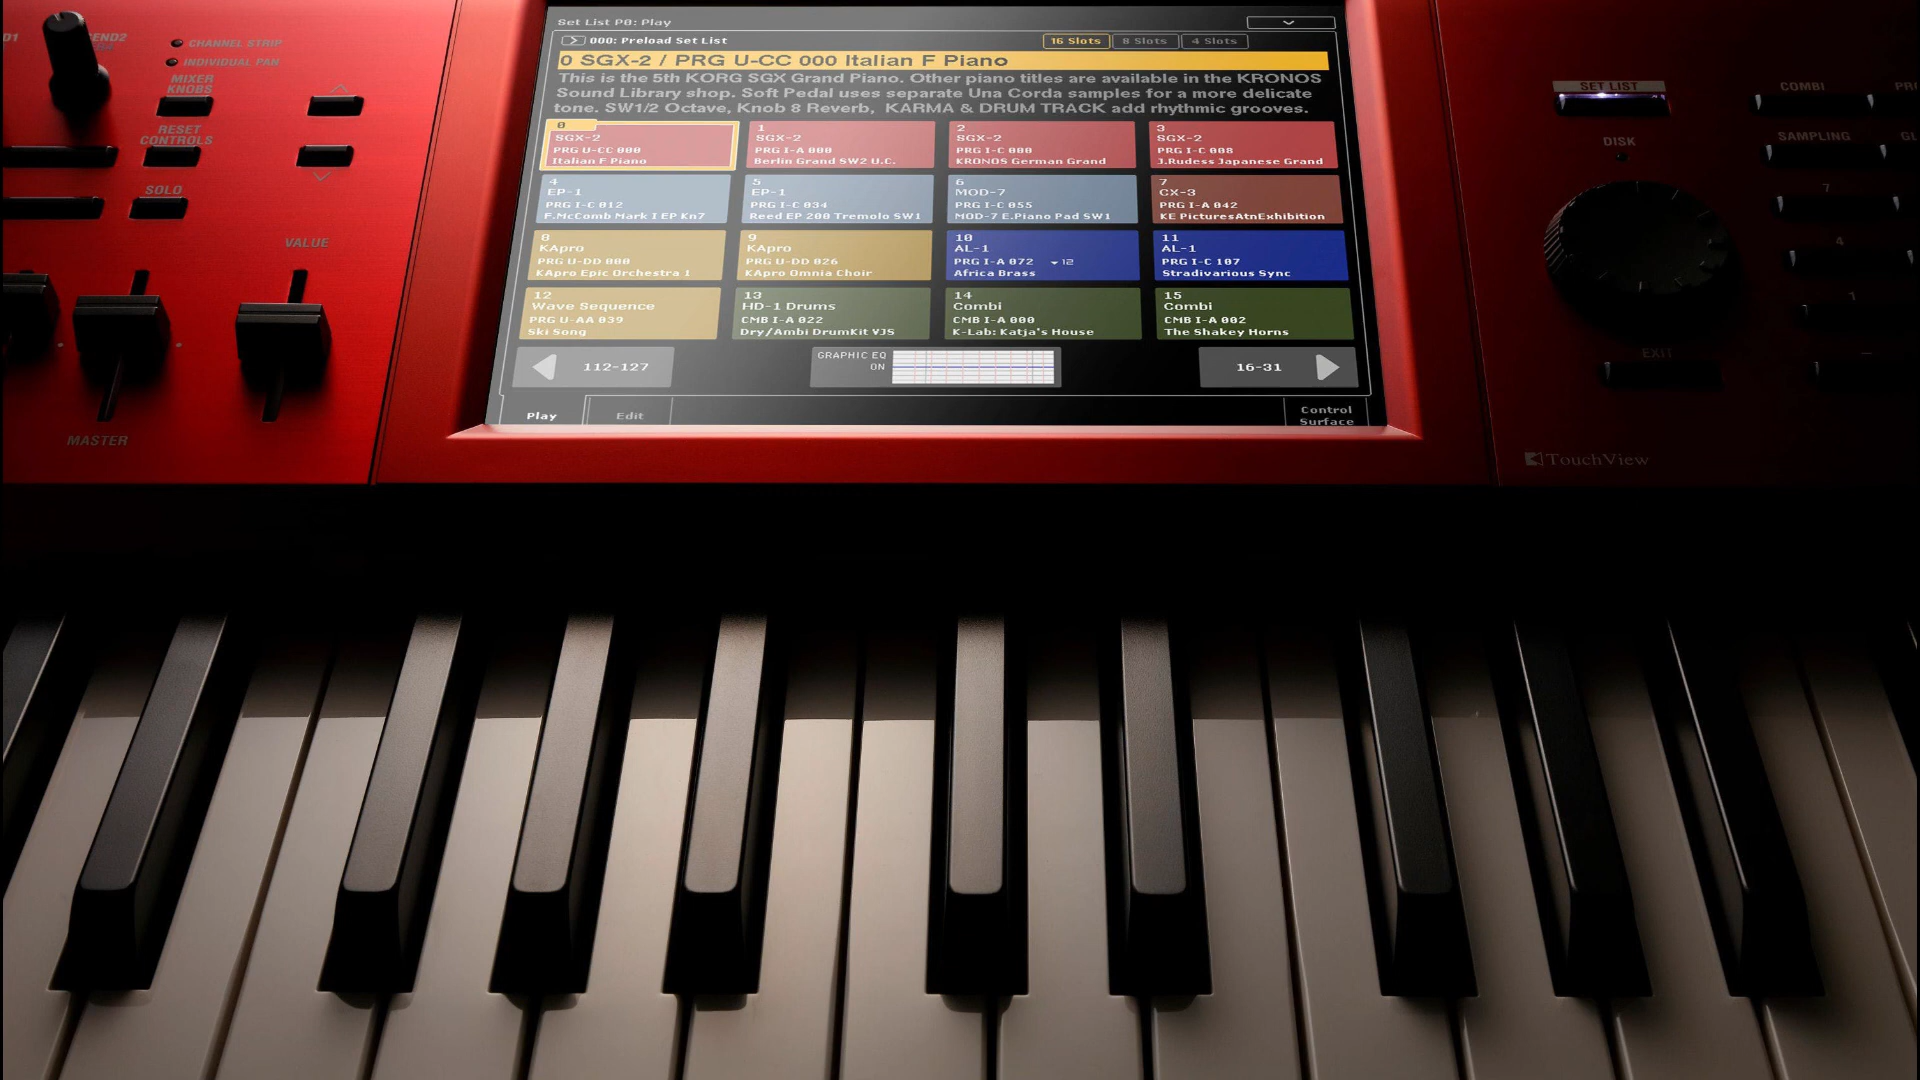 D1
END2
CHANNEL STRIP
INDIVIDUAL PAN
MIXER
KNOBS
RESET
CONTROLS
SOLO
VALUE
MASTER
Set List P0: Play
000: Preload Set List
16 Slots
8 Slots
4 Slots
0 SGX-2 / PRG U-CC 000 Italian F Piano
This is the 5th KORG SGX Grand Piano. Other piano titles are available in the KRONOS
Sound Library shop. Soft Pedal uses separate Una Corda samples for a more delicate
tone. SW1/2 Octave, Knob 8 Reverb, KARMA & DRUM TRACK add rhythmic grooves.
0
SGX-2
PRG U-CC 000
Italian F Piano
1
SGX-2
PRG I-A 000
Berlin Grand SW2 U.C.
2
SGX-2
PRG I-C 000
KRONOS German Grand
3
SGX-2
PRG I-C 008
J.Rudess Japanese Grand
4
EP-1
PRG I-C 012
F.McComb Mark I EP Kn7
5
EP-1
PRG I-C 034
Reed EP 200 Tremolo SW1
6
MOD-7
PRG I-C 055
MOD-7 E.Piano Pad SW1
7
CX-3
PRG I-A 042
KE PicturesAtnExhibition
8
KApro
PRG U-DD 000
KApro Epic Orchestra 1
9
KApro
PRG U-DD 026
KApro Omnia Choir
10
AL-1
PRG I-A 072
12
Africa Brass
11
AL-1
PRG I-C 107
Stradivarious Sync
12
Wave Sequence
PRG U-AA 039
Ski Song
13
HD-1 Drums
CMB I-A 022
Dry/Ambi DrumKit VJS
14
Combi
CMB I-A 000
K-Lab: Katja's House
15
Combi
CMB I-A 002
The Shakey Horns
112-127
GRAPHIC EQ
ON
16-31
Play
Edit
Control
Surface
SET LIST
COMBI
PR
DISK
SAMPLING
GL
7
4
1
EXIT
TouchView